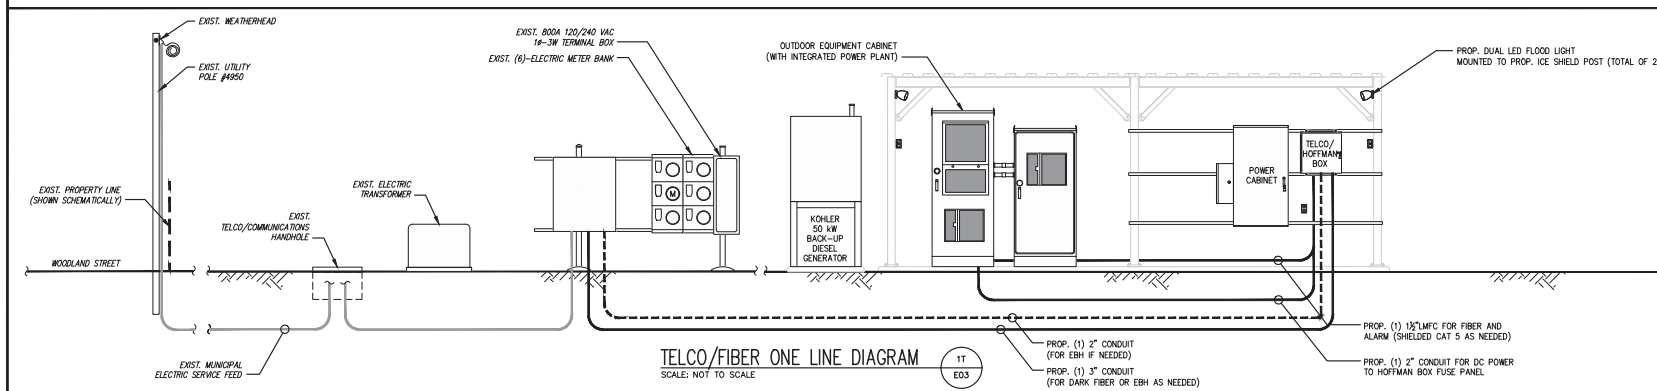 EXIST. WEATHERHEAD
EXIST. UTILITY
POLE #4950
EXIST. PROPERTY LINE
(SHOWN SCHEMATICALLY)
WOODLAND STREET
EXIST.
TELCO/COMMUNICATIONS
HANDHOLE
EXIST. ELECTRIC
TRANSFORMER
EXIST. MUNICIPAL
ELECTRIC SERVICE FEED
EXIST. 800A 120/240 VAC
1ø-3W TERMINAL BOX
EXIST. (6)-ELECTRIC METER BANK
M
OUTDOOR EQUIPMENT CABINET
(WITH INTEGRATED POWER PLANT)
KOHLER
50 kW
BACK-UP
DIESEL
GENERATOR
POWER
CABINET
TELCO/
HOFFMAN
BOX
PROP. DUAL LED FLOOD LIGHT
MOUNTED TO PROP. ICE SHIELD POST (TOTAL OF 2
PROP. (1) 1½"LMFC FOR FIBER AND
ALARM (SHIELDED CAT 5 AS NEEDED)
PROP. (1) 2" CONDUIT FOR DC POWER
TO HOFFMAN BOX FUSE PANEL
PROP. (1) 2" CONDUIT
(FOR EBH IF NEEDED)
PROP. (1) 3" CONDUIT
(FOR DARK FIBER OR EBH AS NEEDED)
TELCO/FIBER ONE LINE DIAGRAM
SCALE: NOT TO SCALE
1T
E03